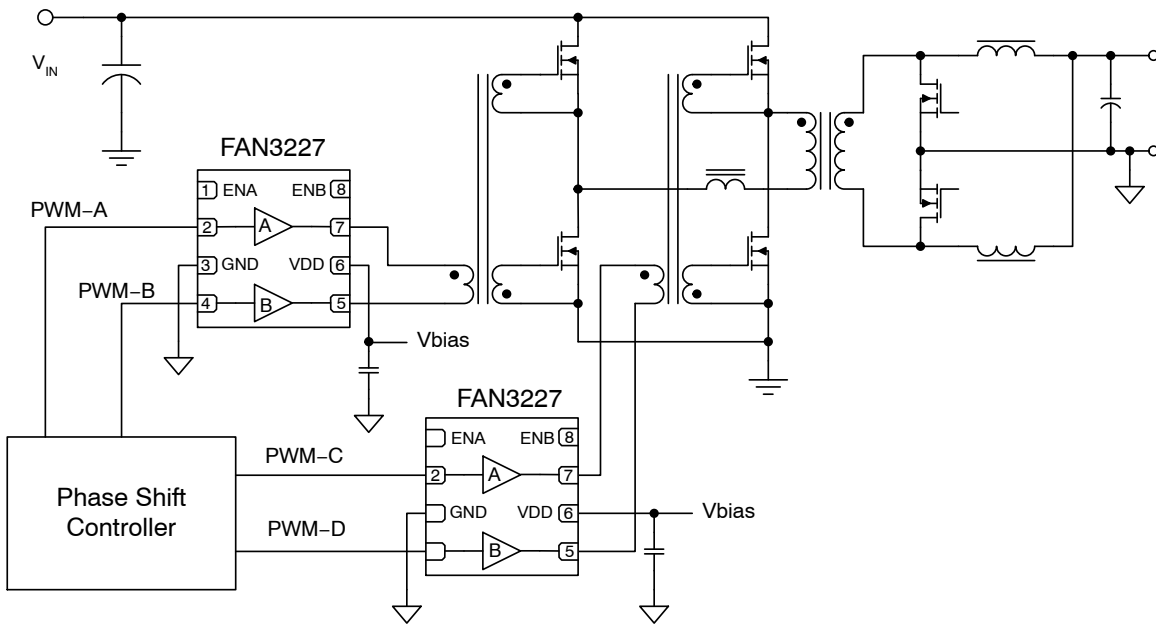 VIN
FAN3227
1 ENA ENB 8
PWM-A
2 A 7
3 GND VDD 6
PWM-B
4 B 5
Vbias
FAN3227
ENA ENB 8
PWM-C
2 A 7
Phase Shift
Controller
GND VDD 6
Vbias
PWM-D
B 5